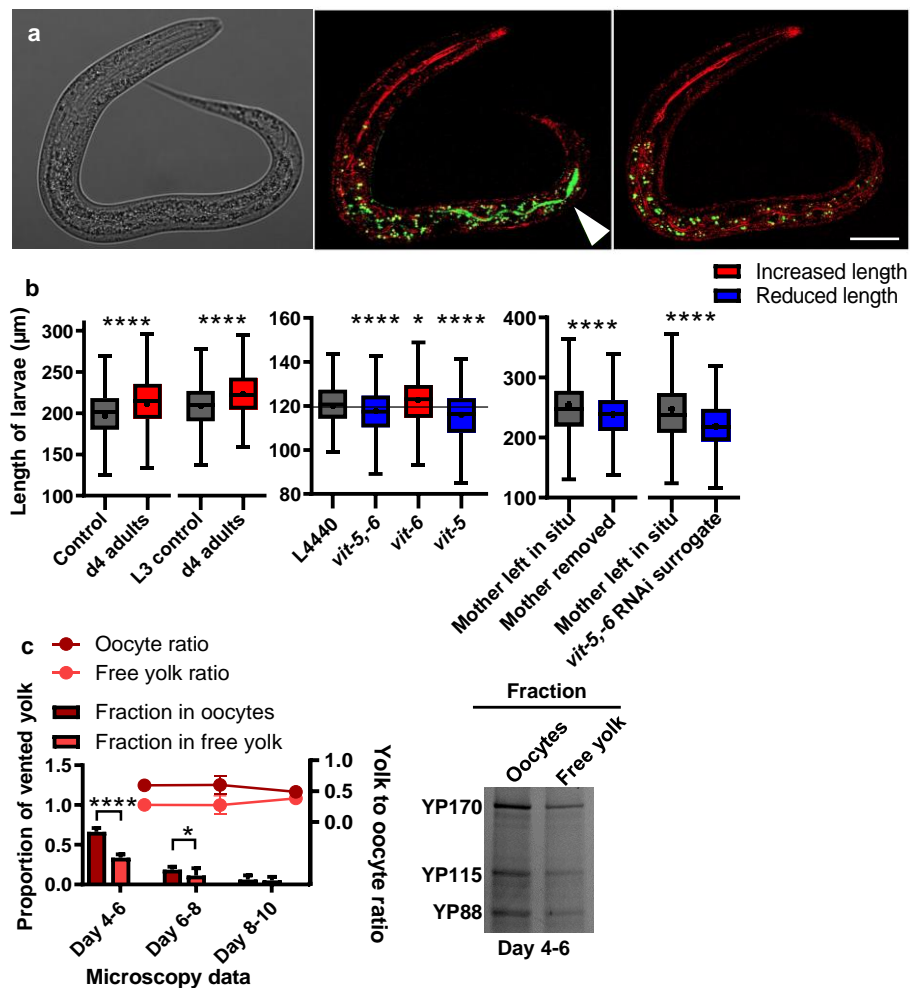 a
Increased length
Reduced length
b
Length of larvae (µm)
300
250
200
150
100
****
****
Control
d4 adults
L3 control
d4 adults
160
140
120
100
80
**** * ****
L4440
vit-5,-6
vit-6
vit-5
400
300
200
100
****
****
Mother left in situ
Mother removed
Mother left in situ
vit-5,-6 RNAi surrogate
c
Oocyte ratio
Free yolk ratio
Fraction in oocytes
Fraction in free yolk
Proportion of vented yolk
1.5
1.0
0.5
0.0
****
*
1.0
0.5
0.0
Yolk to oocyte ratio
Day 4-6
Day 6-8
Day 8-10
Microscopy data
Fraction
Oocytes
Free yolk
YP170
YP115
YP88
Day 4-6